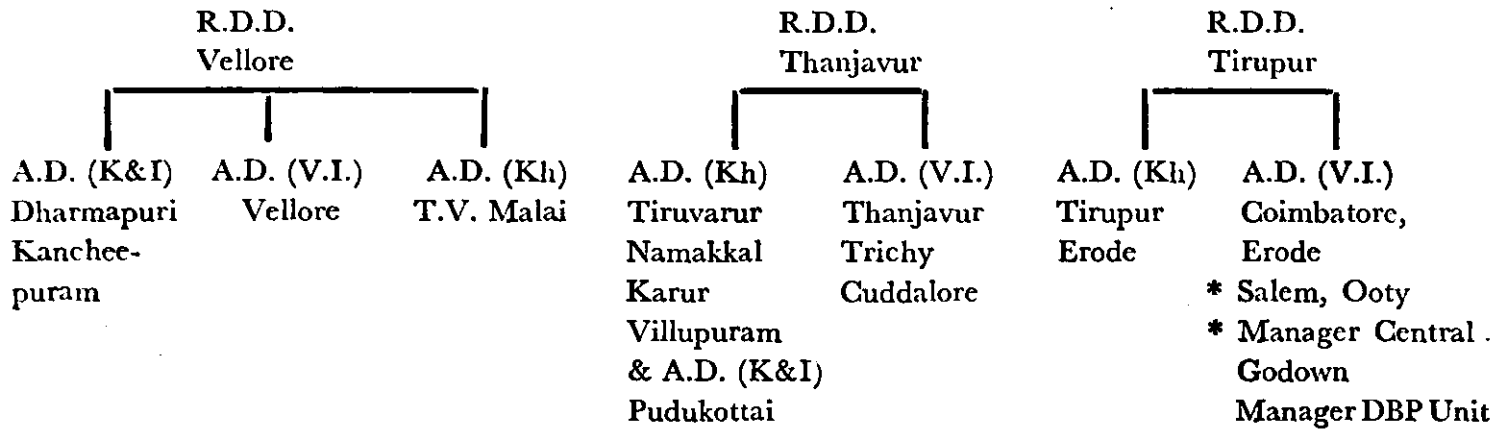 R.D.D.
Vellore
A.D. (K&I)
Dharmapuri
Kanchee-
puram
A.D. (V.I.)
Vellore
A.D. (Kh)
T.V. Malai
R.D.D.
Thanjavur
A.D. (Kh)
Tiruvarur
Namakkal
Karur
Villupuram
& A.D. (K&I)
Pudukottai
A.D. (V.I.)
Thanjavur
Trichy
Cuddalore
R.D.D.
Tirupur
A.D. (Kh)
Tirupur
Erode
A.D. (V.I.)
Coimbatore,
Erode
* Salem, Ooty
* Manager Central .
Godown
Manager DBP Unit